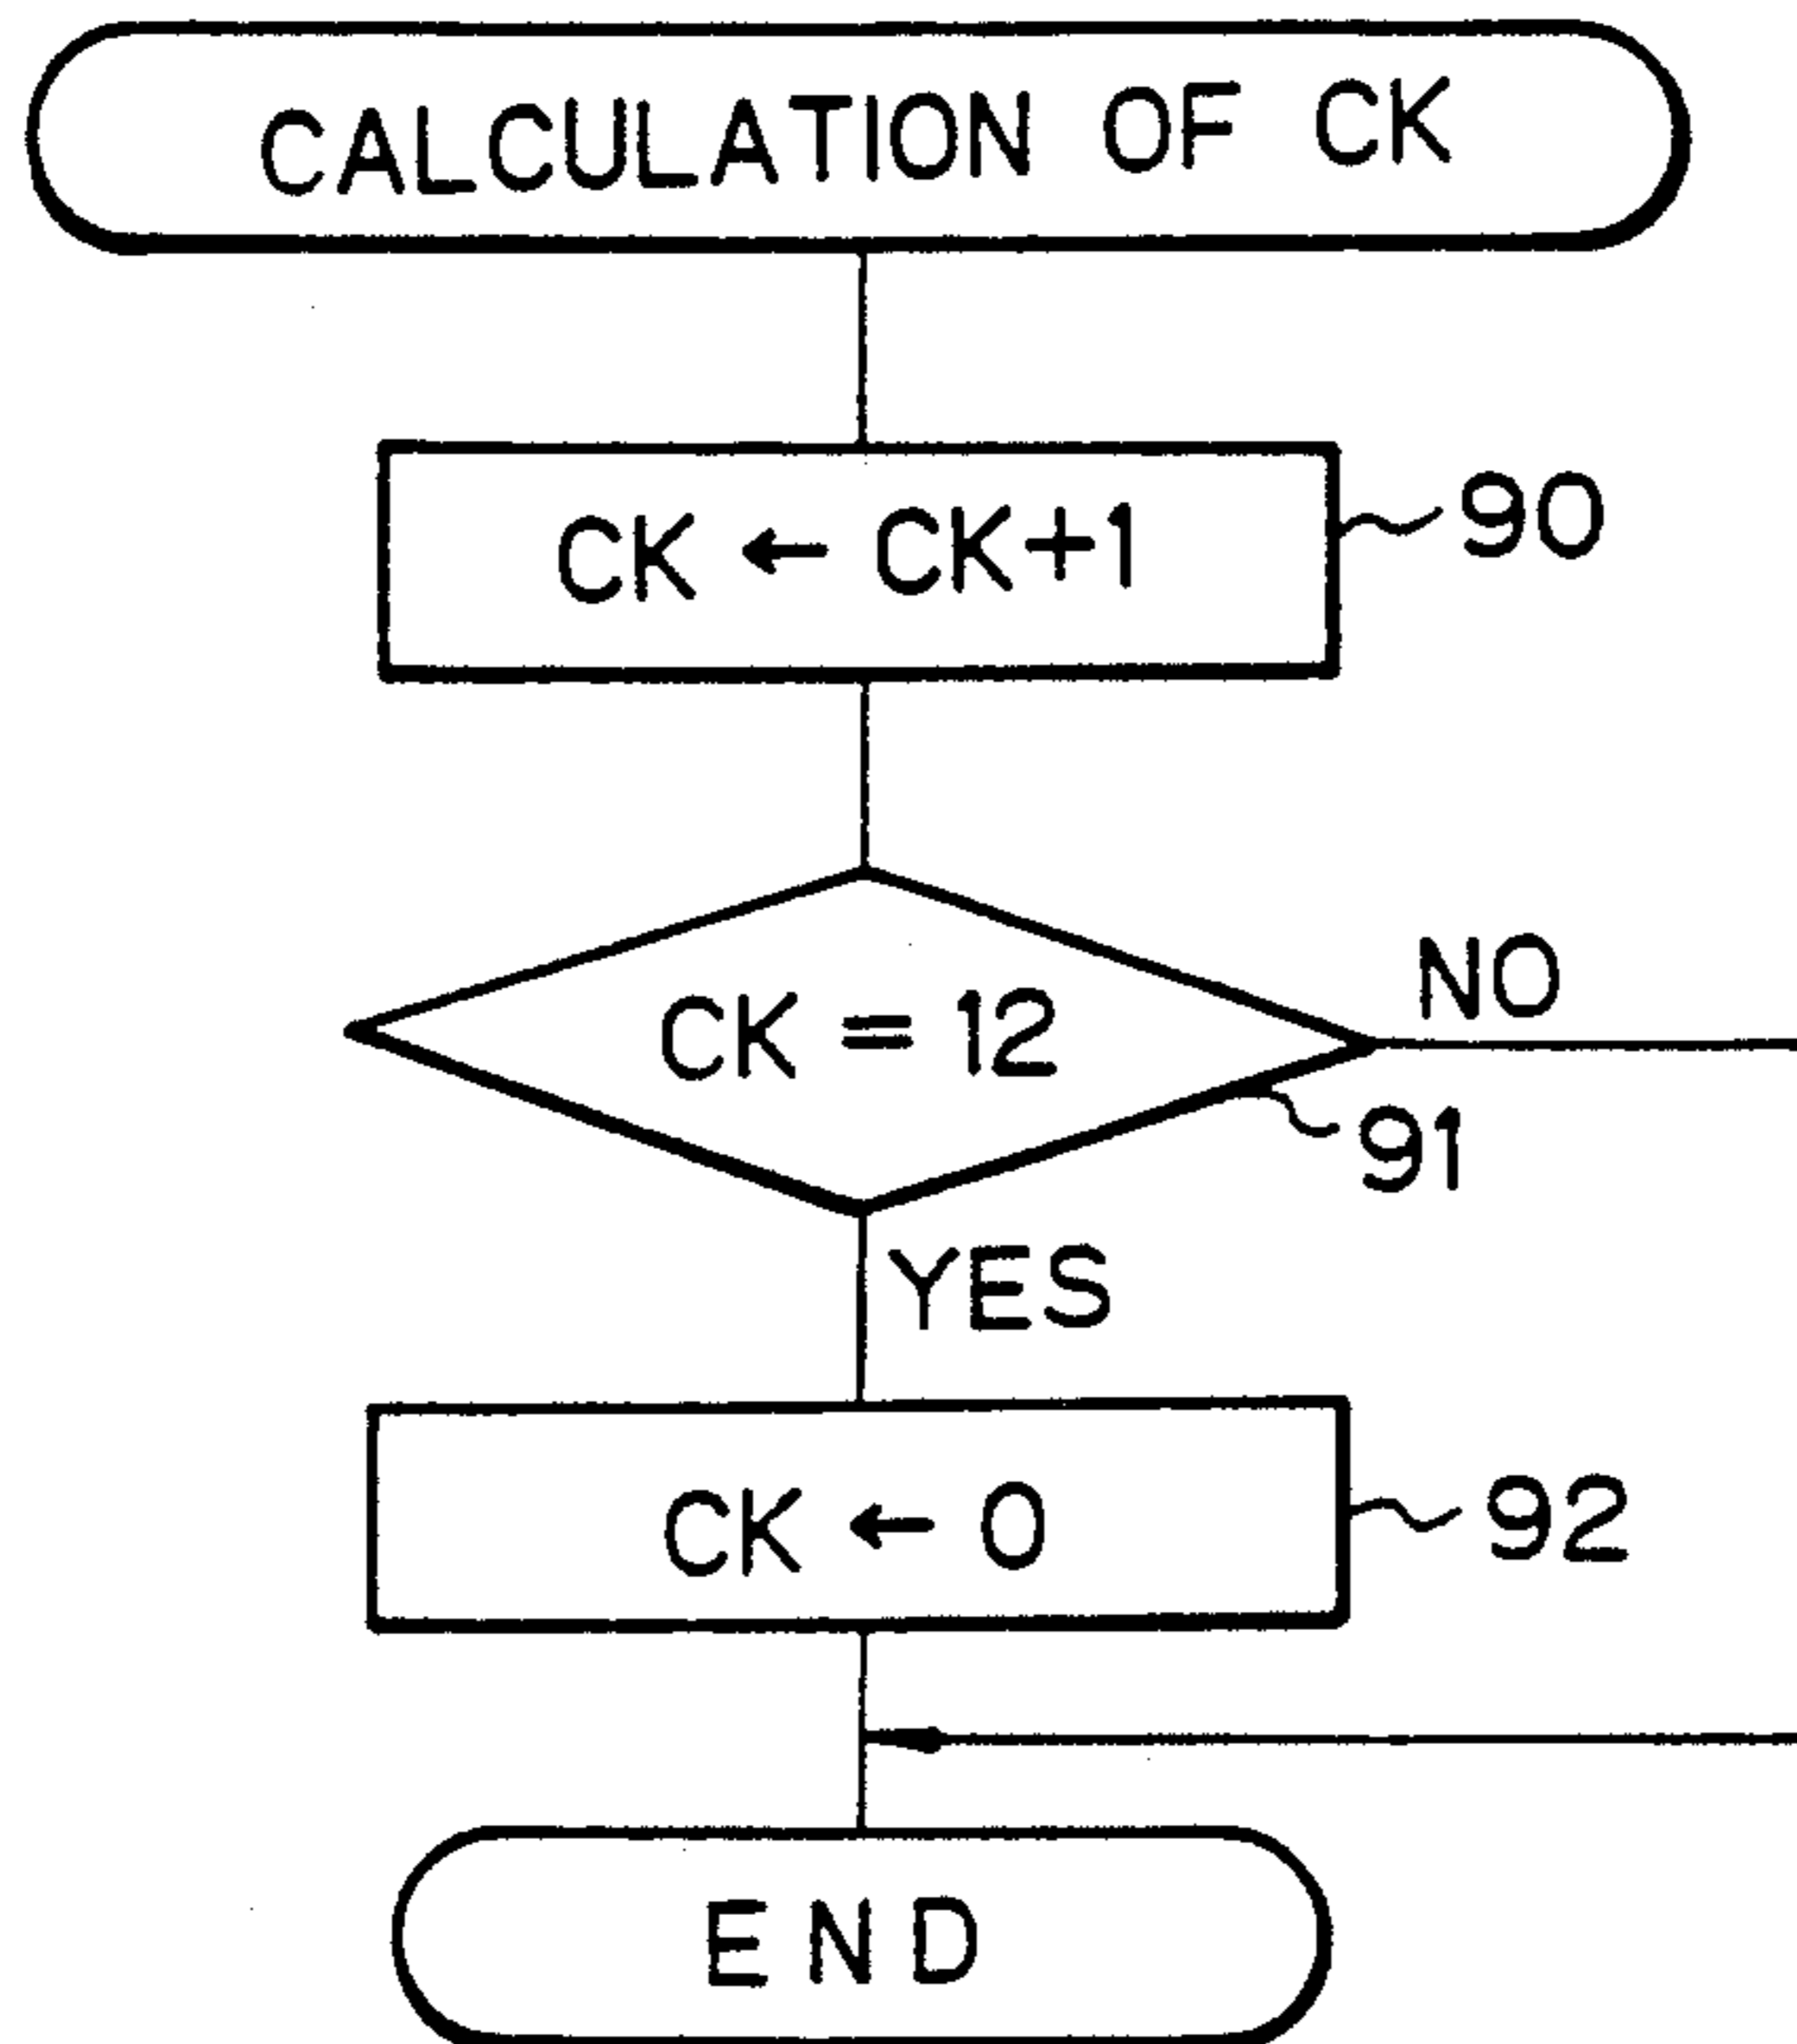 CALCULATION OF CK
CK ← CK+1
90
CK = 12
NO
91
YES
CK ← 0
92
END